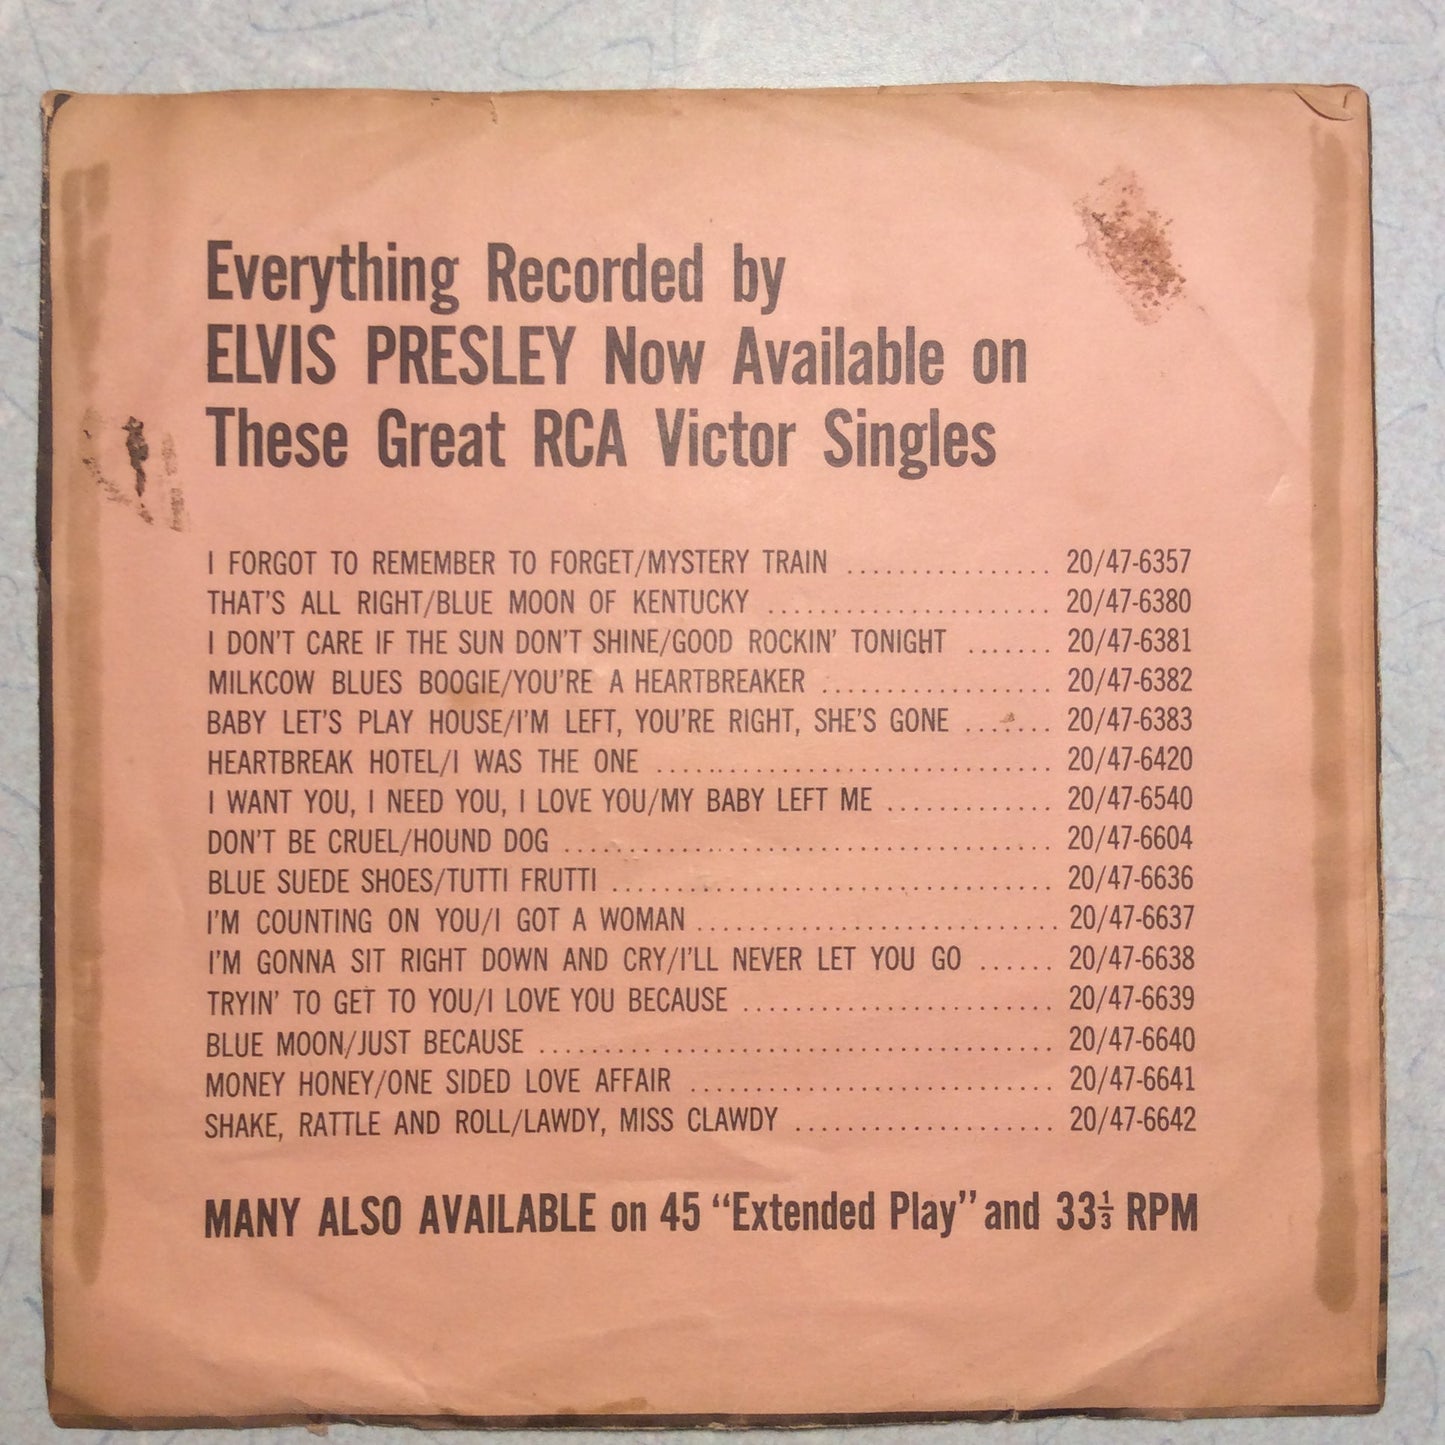 Everything Recorded by
ELVIS PRESLEY Now Available on
These Great RCA Victor Singles
I FORGOT TO REMEMBER TO FORGET/MYSTERY TRAIN ................ 20/47-6357
THAT'S ALL RIGHT/BLUE MOON OF KENTUCKY ...................... 20/47-6380
I DON'T CARE IF THE SUN DON'T SHINE/GOOD ROCKIN' TONIGHT ....... 20/47-6381
MILKCOW BLUES BOOGIE/YOU'RE A HEARTBREAKER .................. 20/47-6382
BABY LET'S PLAY HOUSE/I'M LEFT, YOU'RE RIGHT, SHE'S GONE ....... 20/47-6383
HEARTBREAK HOTEL/I WAS THE ONE ............................... 20/47-6420
I WANT YOU, I NEED YOU, I LOVE YOU/MY BABY LEFT ME ............. 20/47-6540
DON'T BE CRUEL/HOUND DOG ...................................... 20/47-6604
BLUE SUEDE SHOES/TUTTI FRUTTI .................................. 20/47-6636
I'M COUNTING ON YOU/I GOT A WOMAN ............................ 20/47-6637
I'M GONNA SIT RIGHT DOWN AND CRY/I'LL NEVER LET YOU GO ...... 20/47-6638
TRYIN' TO GET TO YOU/I LOVE YOU BECAUSE ........................ 20/47-6639
BLUE MOON/JUST BECAUSE ........................................ 20/47-6640
MONEY HONEY/ONE SIDED LOVE AFFAIR ............................ 20/47-6641
SHAKE, RATTLE AND ROLL/LAWDY, MISS CLAWDY .................... 20/47-6642
MANY ALSO AVAILABLE on 45 "Extended Play" and 33⅓ RPM